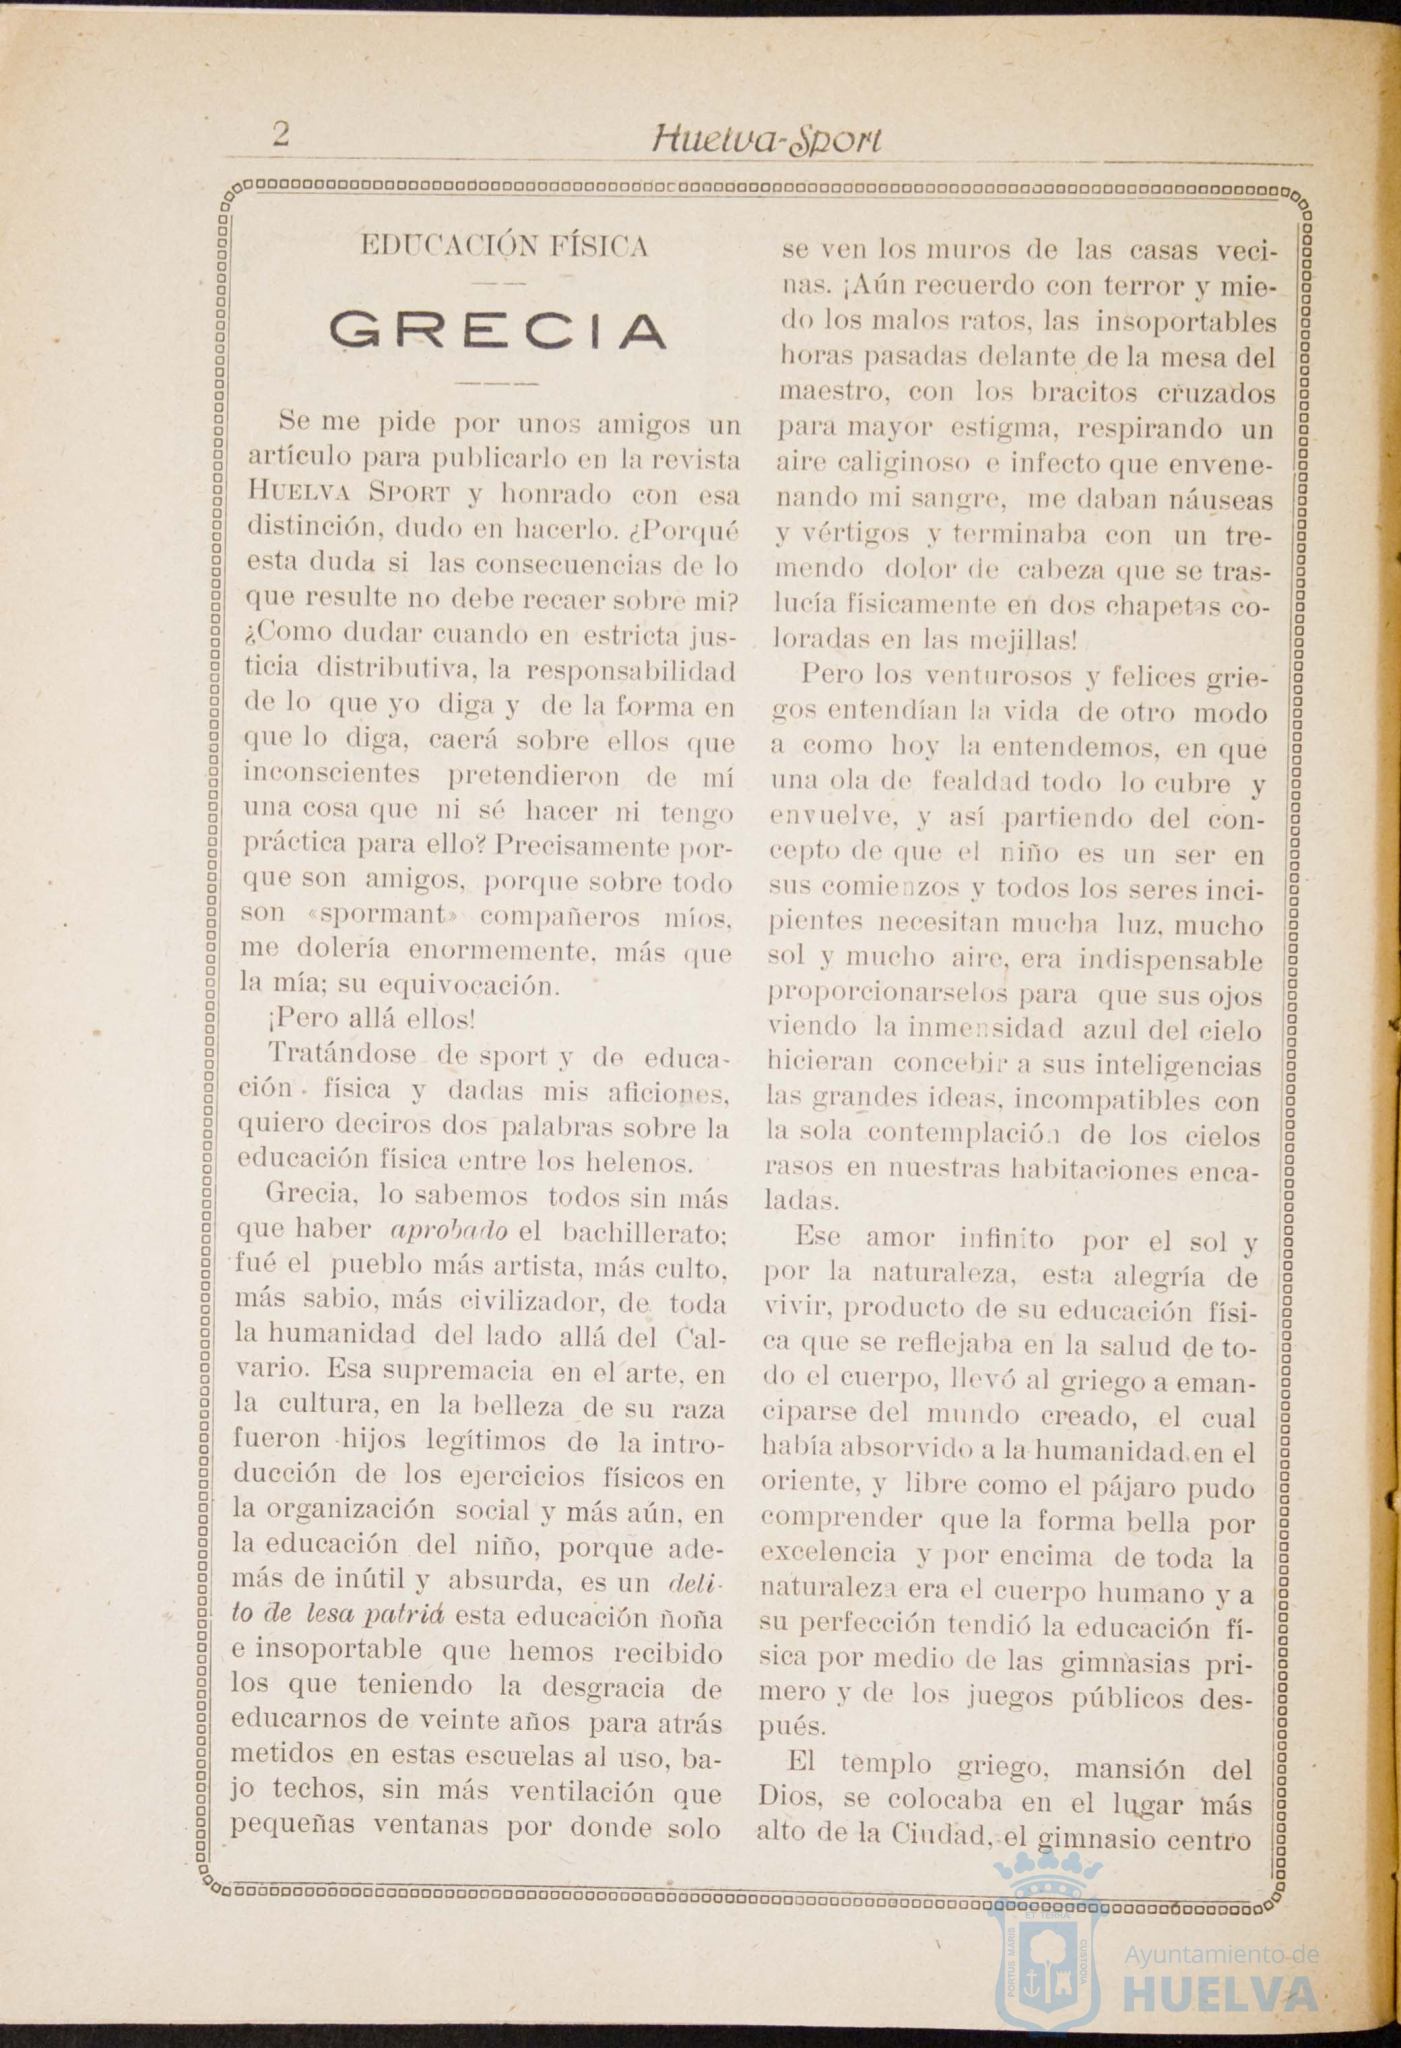 2
Huelva-Sport
EDUCACIÓN FÍSICA
GRECIA
Se me pide por unos amigos un
artículo para publicarlo en la revista
HUELVA SPORT y honrado con esa
distinción, dudo en hacerlo. ¿Porqué
esta duda si las consecuencias de lo
que resulte no debe recaer sobre mi?
¿Como dudar cuando en estricta jus-
ticia distributiva, la responsabilidad
de lo que yo diga y de la forma en
que lo diga, caerá sobre ellos que
inconscientes pretendieron de mí
una cosa que ni sé hacer ni tengo
práctica para ello? Precisamente por-
que son amigos, porque sobre todo
son «spormant» compañeros míos,
me dolería enormemente, más que
la mía; su equivocación.
¡Pero allá ellos!
Tratándose de sport y de educa-
ción física y dadas mis aficiones,
quiero deciros dos palabras sobre la
educación física entre los helenos.
Grecia, lo sabemos todos sin más
que haber aprobado el bachillerato;
fué el pueblo más artista, más culto,
más sabio, más civilizador, de toda
la humanidad del lado allá del Cal-
vario. Esa supremacia en el arte, en
la cultura, en la belleza de su raza
fueron hijos legítimos de la intro-
ducción de los ejercicios físicos en
la organización social y más aún, en
la educación del niño, porque ade-
más de inútil y absurda, es un deli-
to de lesa patria esta educación ñoña
e insoportable que hemos recibido
los que teniendo la desgracia de
educarnos de veinte años para atrás
metidos en estas escuelas al uso, ba-
jo techos, sin más ventilación que
pequeñas ventanas por donde solo
se ven los muros de las casas veci-
nas. ¡Aún recuerdo con terror y mie-
do los malos ratos, las insoportables
horas pasadas delante de la mesa del
maestro, con los bracitos cruzados
para mayor estigma, respirando un
aire caliginoso e infecto que envene-
nando mi sangre, me daban náuseas
y vértigos y terminaba con un tre-
mendo dolor de cabeza que se tras-
lucía físicamente en dos chapetas co-
loradas en las mejillas!
Pero los venturosos y felices grie-
gos entendían la vida de otro modo
a como hoy la entendemos, en que
una ola de fealdad todo lo cubre y
envuelve, y así partiendo del con-
cepto de que el niño es un ser en
sus comienzos y todos los seres inci-
pientes necesitan mucha luz, mucho
sol y mucho aire, era indispensable
proporcionarselos para que sus ojos
viendo la inmensidad azul del cielo
hicieran concebir a sus inteligencias
las grandes ideas, incompatibles con
la sola contemplación de los cielos
rasos en nuestras habitaciones enca-
ladas.
Ese amor infinito por el sol y
por la naturaleza, esta alegría de
vivir, producto de su educación físi-
ca que se reflejaba en la salud de to-
do el cuerpo, llevó al griego a eman-
ciparse del mundo creado, el cual
había absorvido a la humanidad en el
oriente, y libre como el pájaro pudo
comprender que la forma bella por
excelencia y por encima de toda la
naturaleza era el cuerpo humano y a
su perfección tendió la educación fí-
sica por medio de las gimnasias pri-
mero y de los juegos públicos des-
pués.
El templo griego, mansión del
Dios, se colocaba en el lugar más
alto de la Ciudad, el gimnasio centro
PORTUS MARIS
ET TERRA
CUSTODIA
Ayuntamiento de
HUELVA